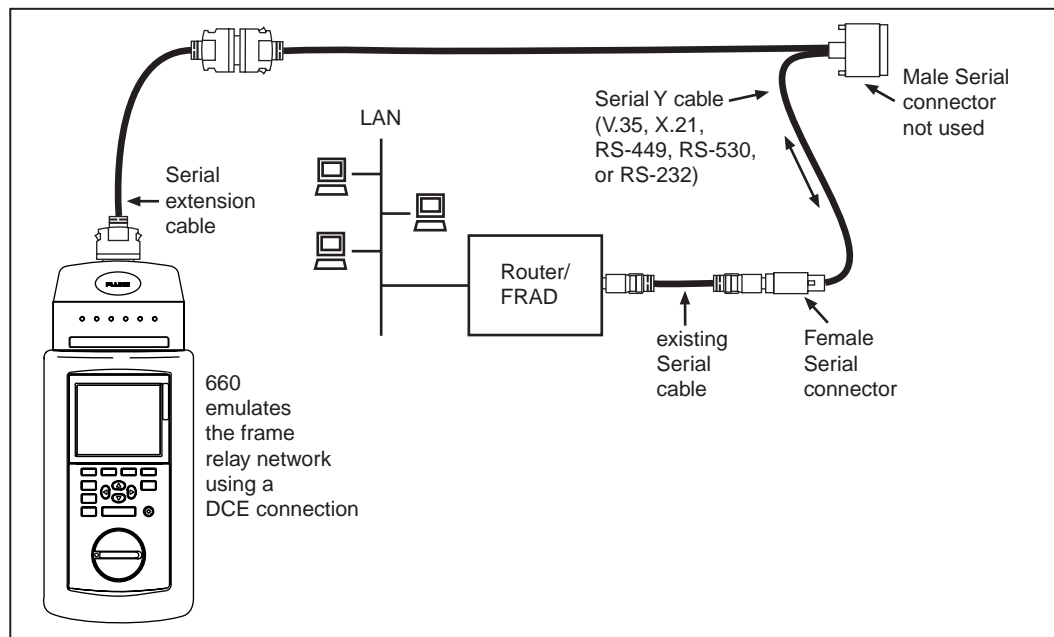 Serial Y cable
(V.35, X.21,
RS-449, RS-530,
or RS-232)
Male Serial
connector
not used
LAN
Serial
extension
cable
FLUKE
Router/
FRAD
existing
Serial
cable
Female
Serial
connector
660
emulates
the frame
relay network
using a
DCE connection